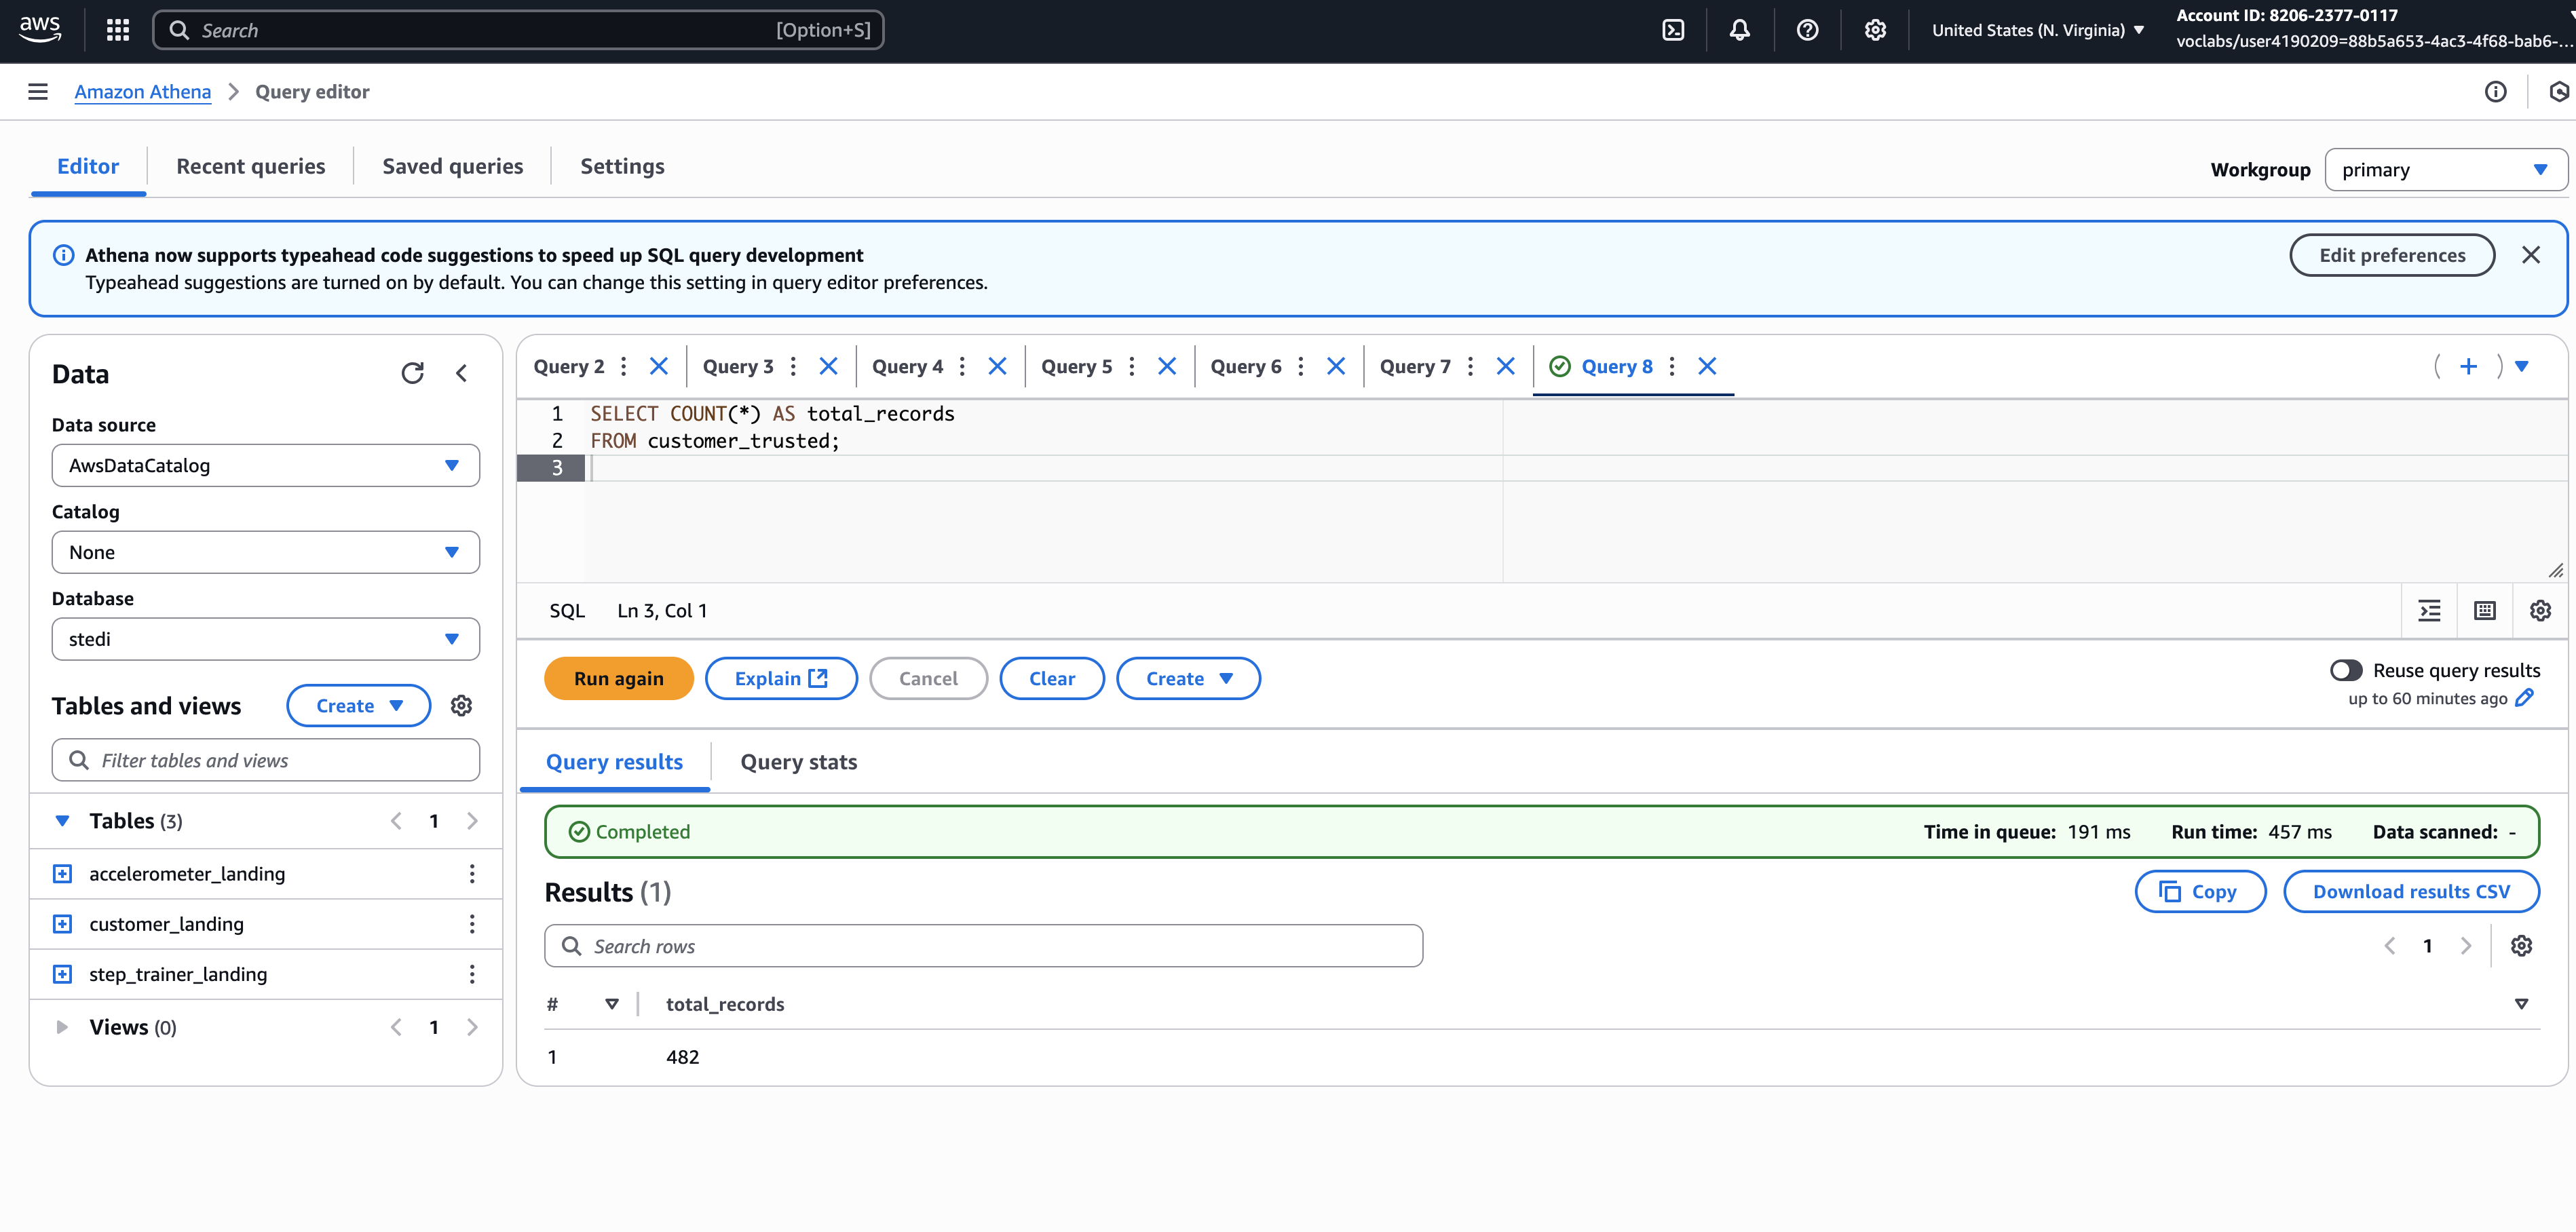 aws
Search
[Option+S]
United States (N. Virginia)
Account ID: 8206-2377-0117
voclabs/user4190209=88b5a653-4ac3-4f68-bab6-...
Amazon Athena
Query editor
Editor
Recent queries
Saved queries
Settings
Workgroup
primary
Athena now supports typeahead code suggestions to speed up SQL query development
Typeahead suggestions are turned on by default. You can change this setting in query editor preferences.
Edit preferences
Data
Data source
AwsDataCatalog
Catalog
None
Database
stedi
Tables and views
Create
Filter tables and views
Tables (3)
1
accelerometer_landing
customer_landing
step_trainer_landing
Views (0)
1
Query 2
Query 3
Query 4
Query 5
Query 6
Query 7
Query 8
1 SELECT COUNT(*) AS total_records
2 FROM customer_trusted;
3
SQL
Ln 3, Col 1
Run again
Explain
Cancel
Clear
Create
Reuse query results
up to 60 minutes ago
Query results
Query stats
Completed
Time in queue: 191 ms
Run time: 457 ms
Data scanned: -
Results (1)
Copy
Download results CSV
Search rows
1
# total_records
1 482